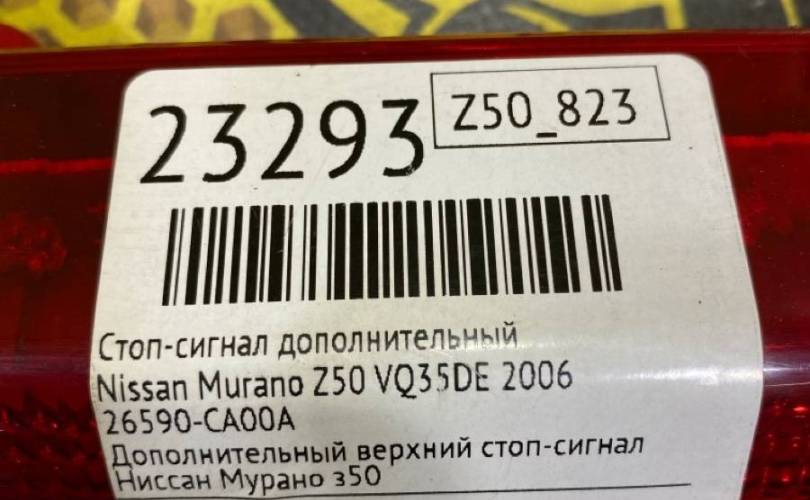 23293
Z50_823
Стоп-сигнал дополнительный
Nissan Murano Z50 VQ35DE 2006
26590-CA00A
Дополнительный верхний стоп-сигнал
Ниссан Мурано з50